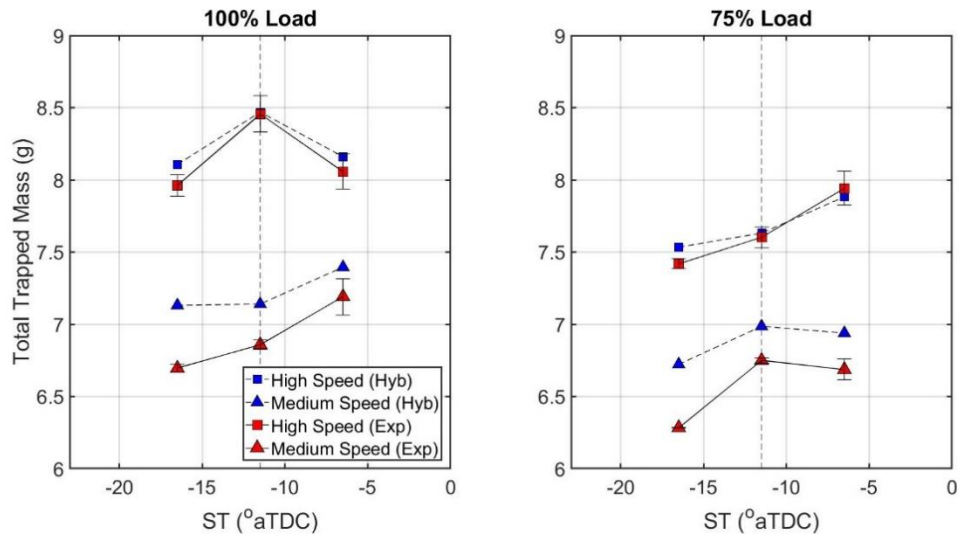 100% Load
75% Load
Total Trapped Mass (g)
9
8.5
8
7.5
7
6.5
6
-20
-15
-10
-5
0
ST (°aTDC)
High Speed (Hyb)
Medium Speed (Hyb)
High Speed (Exp)
Medium Speed (Exp)
9
8.5
8
7.5
7
6.5
6
-20
-15
-10
-5
0
ST (°aTDC)